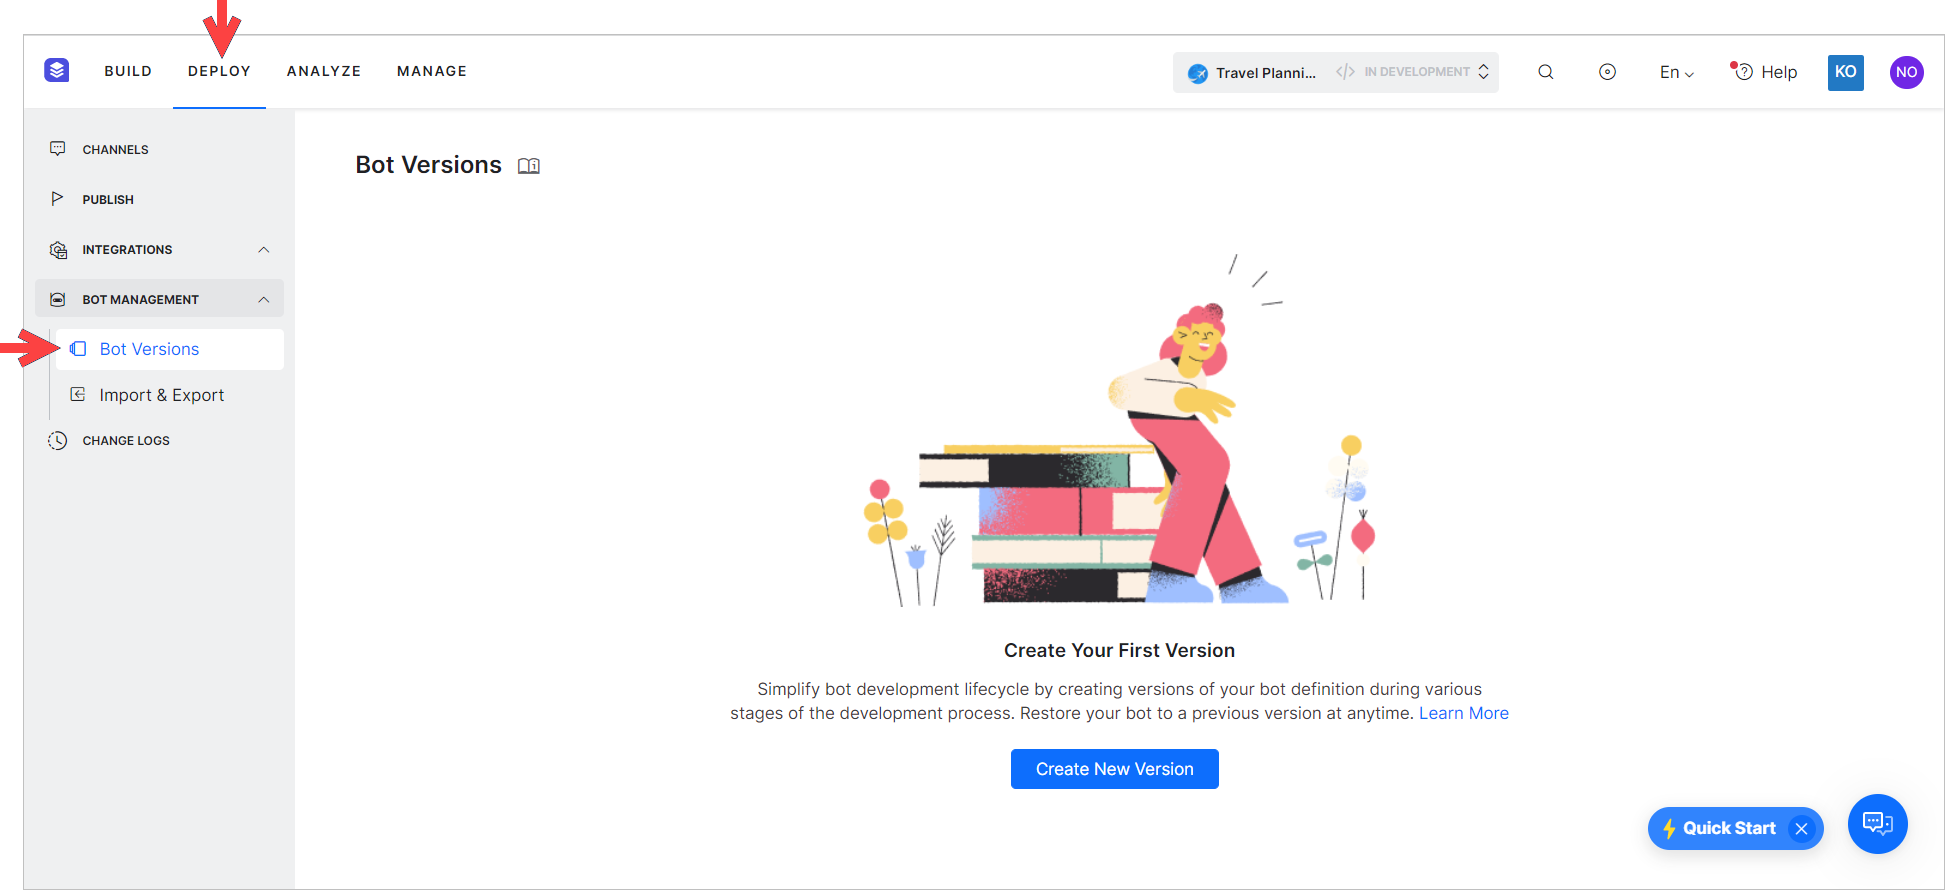 BUILD DEPLOY ANALYZE MANAGE Travel Planni... </> IN DEVELOPMENT En Help KO NO
CHANNELS
PUBLISH
INTEGRATIONS
BOT MANAGEMENT
Bot Versions
Import & Export
CHANGE LOGS
Bot Versions
Create Your First Version
Simplify bot development lifecycle by creating versions of your bot definition during various
stages of the development process. Restore your bot to a previous version at anytime. Learn More
Create New Version
Quick Start